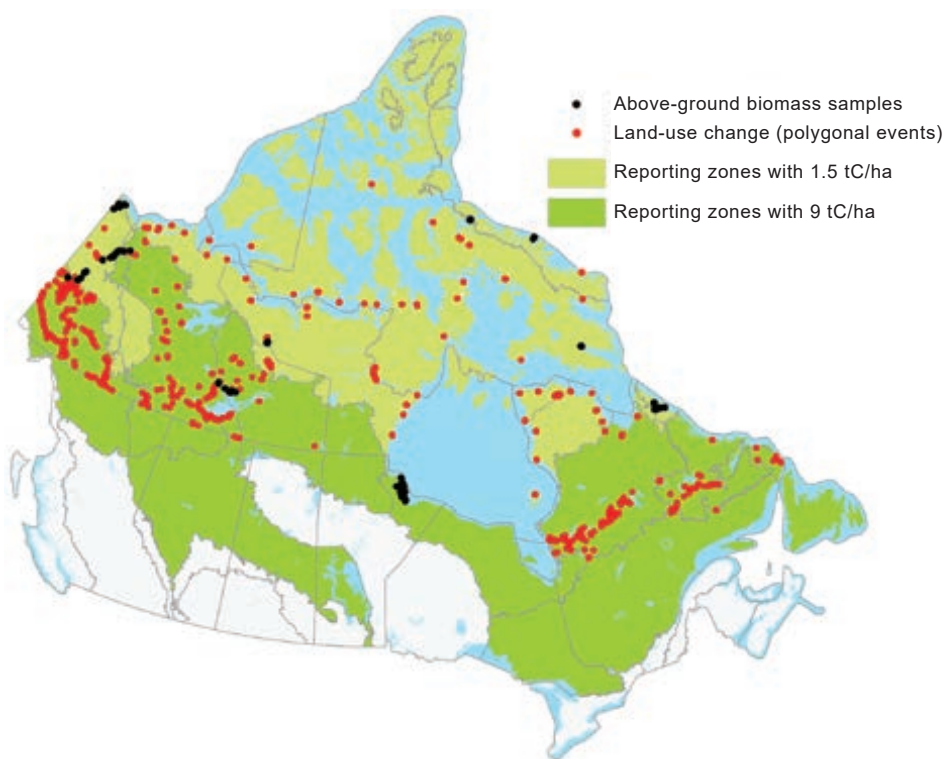 Above-ground biomass samples
Land-use change (polygonal events)
Reporting zones with 1.5 tC/ha
Reporting zones with 9 tC/ha